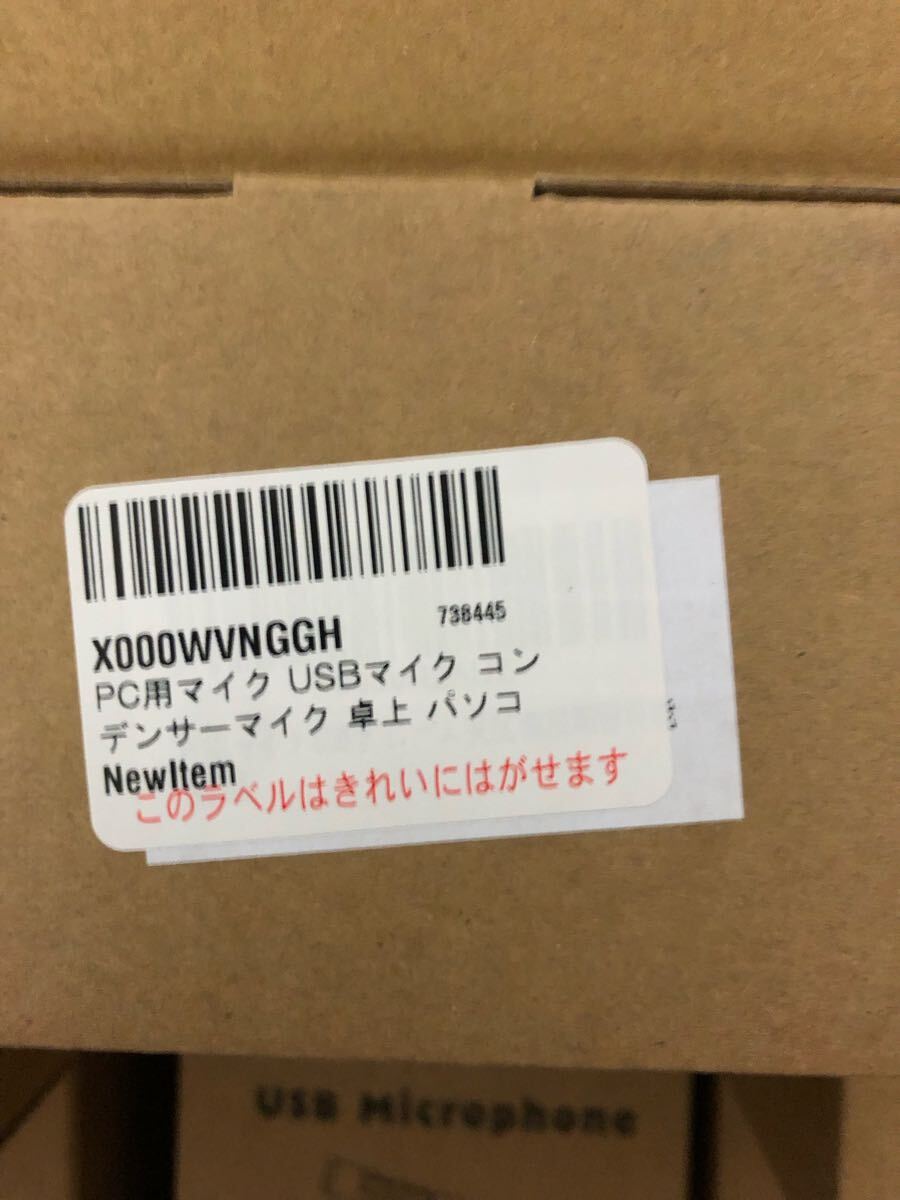 X000WVNGGH 738445
PC用マイク USBマイク コン
デンサーマイク 卓上 パソコ
NewItem
このラベルはきれいにはがせます
USB Microphone